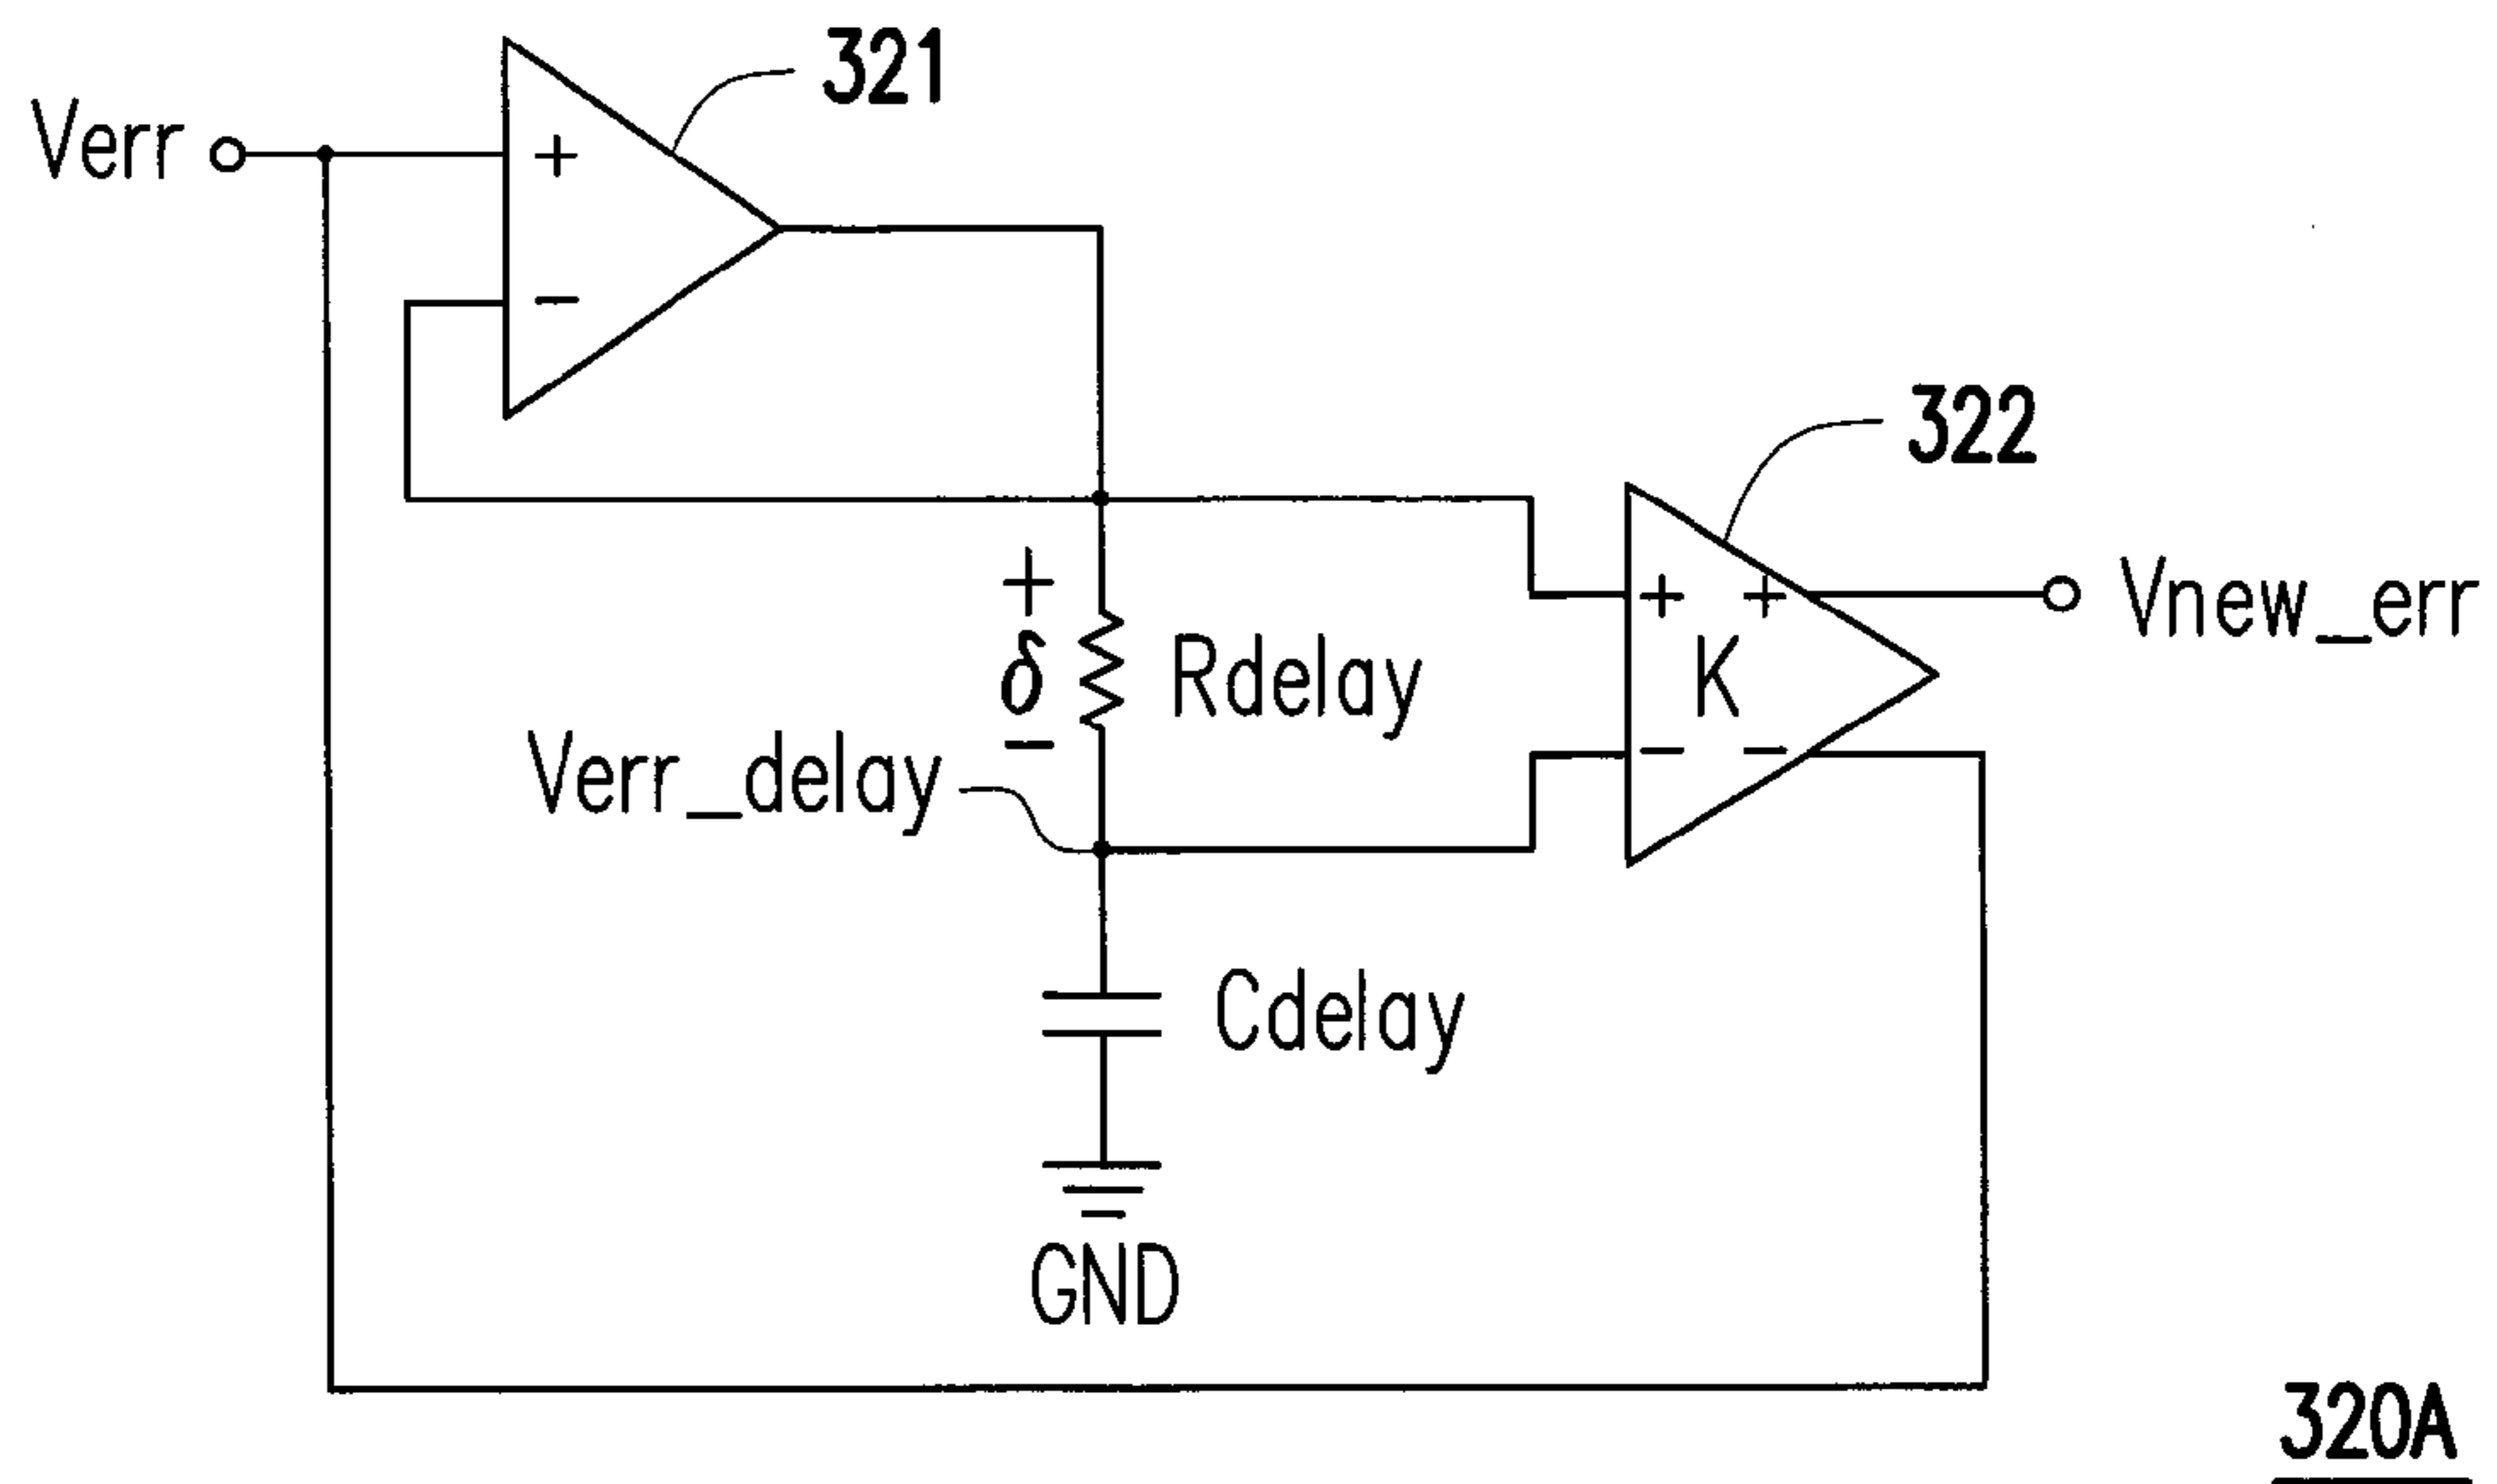 321
Verr
+
−
322
+ + Vnew_err
+
δ Rdelay K
−
− −
Verr_delay
Cdelay
GND
320A